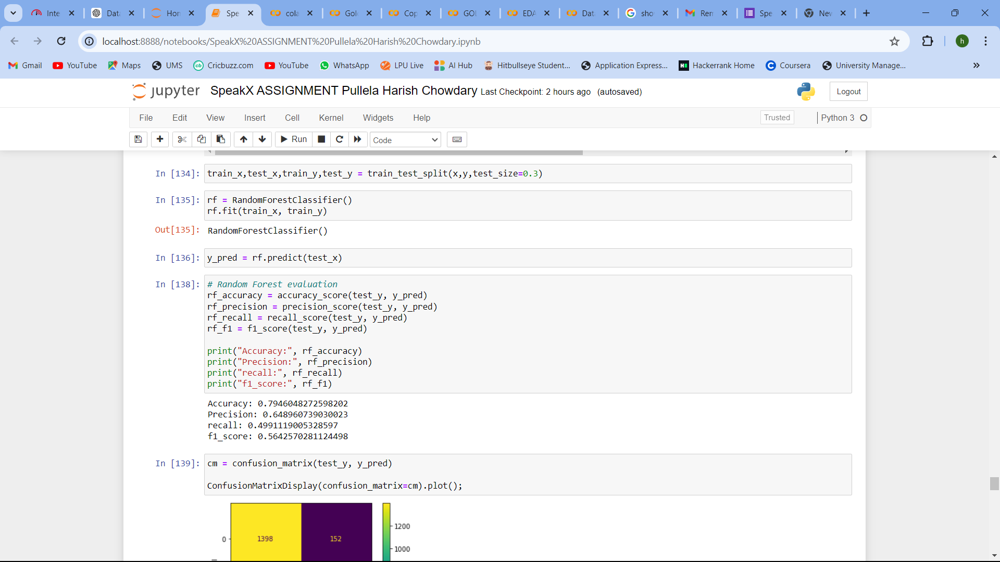 Inte
Data
Hon
Spe
cola
Gol
Cop
GOl
EDA
Dat
sho
Rem
Spe
Nev
localhost:8888/notebooks/SpeakX%20ASSIGNMENT%20Pullela%20Harish%20Chowdary.ipynb
h
Gmail YouTube Maps UMS Cricbuzz.com YouTube WhatsApp LPU Live AI Hub Hitbullseye Student... Application Express... Hackerrank Home Coursera University Manage...
jupyter SpeakX ASSIGNMENT Pullela Harish Chowdary Last Checkpoint: 2 hours ago (autosaved) Logout
File Edit View Insert Cell Kernel Widgets Help Trusted Python 3
Run Code
In [134]: train_x,test_x,train_y,test_y = train_test_split(x,y,test_size=0.3)
In [135]: rf = RandomForestClassifier()
rf.fit(train_x, train_y)
Out[135]: RandomForestClassifier()
In [136]: y_pred = rf.predict(test_x)
In [138]: # Random Forest evaluation
rf_accuracy = accuracy_score(test_y, y_pred)
rf_precision = precision_score(test_y, y_pred)
rf_recall = recall_score(test_y, y_pred)
rf_f1 = f1_score(test_y, y_pred)
print("Accuracy:", rf_accuracy)
print("Precision:", rf_precision)
print("recall:", rf_recall)
print("f1_score:", rf_f1)
Accuracy: 0.7946048272598202
Precision: 0.648960739030023
recall: 0.4991119005328597
f1_score: 0.5642570281124498
In [139]: cm = confusion_matrix(test_y, y_pred)
ConfusionMatrixDisplay(confusion_matrix=cm).plot();
1200
0 1398 152
1000